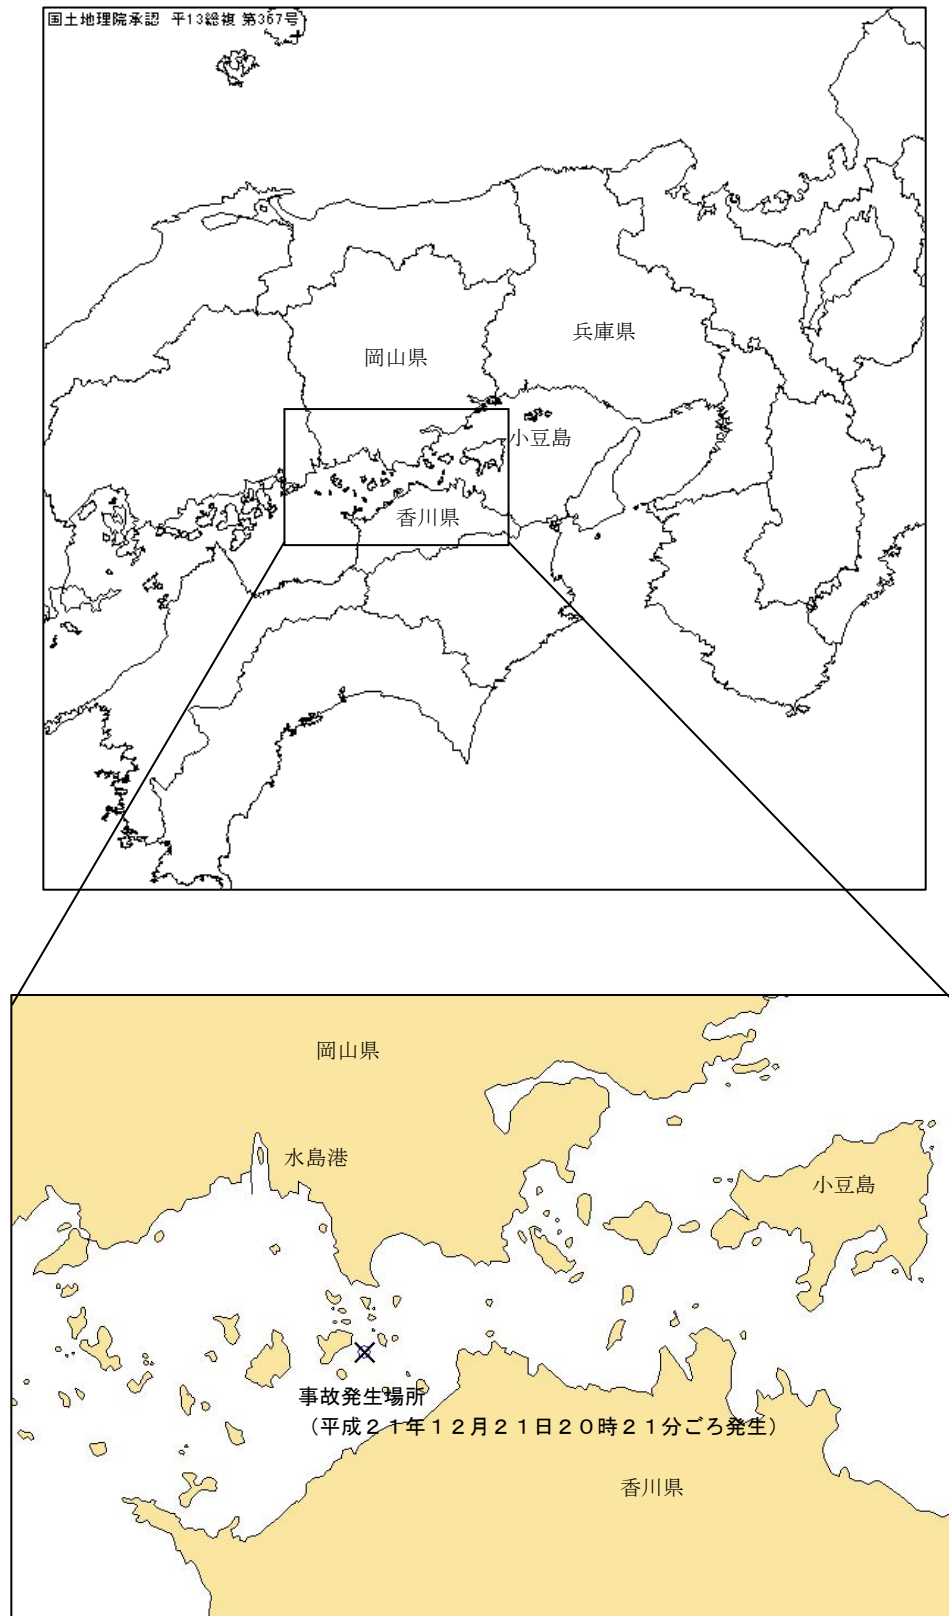 国土地理院承認 平13総複 第367号
兵庫県
岡山県
小豆島
香川県
岡山県
水島港
小豆島
事故発生場所
(平成21年12月21日20時21分ごろ発生)
香川県